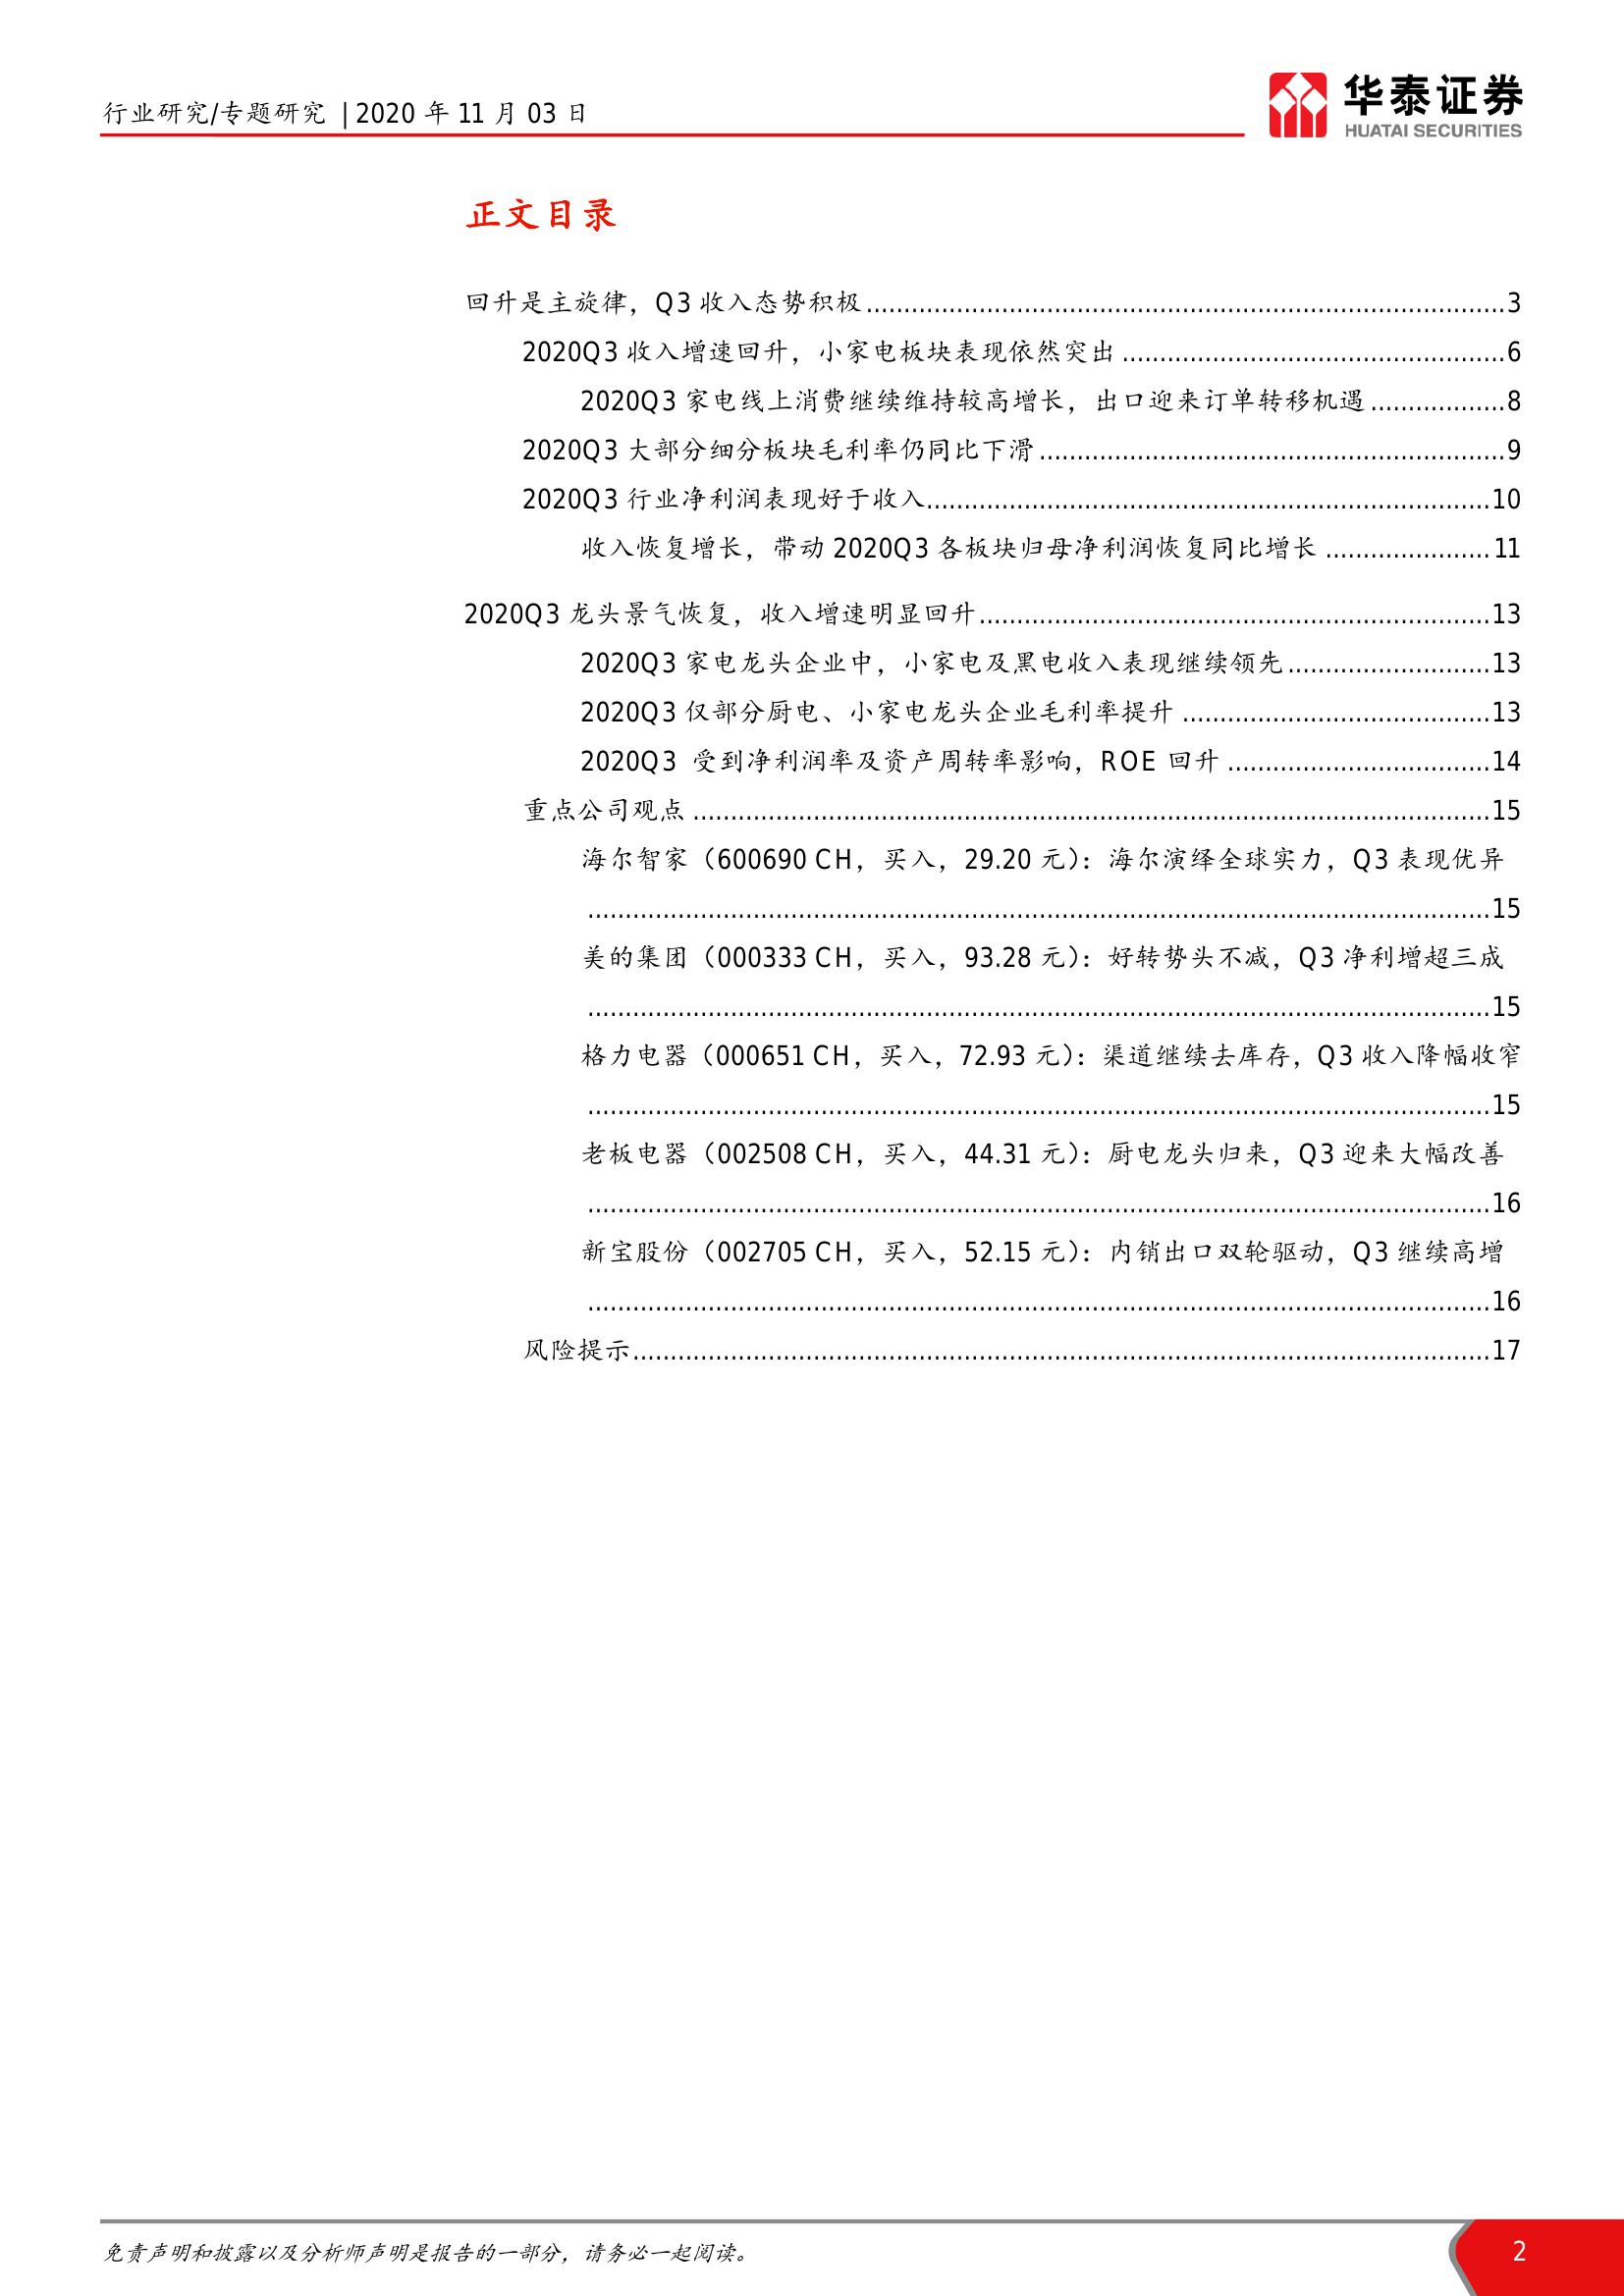 行业研究/专题研究 | 2020 年 11 月 03 日
华泰证券
HUATAI SECURITIES
正文目录
回升是主旋律，Q3 收入态势积极......3
2020Q3 收入增速回升，小家电板块表现依然突出......6
2020Q3 家电线上消费继续维持较高增长，出口迎来订单转移机遇......8
2020Q3 大部分细分板块毛利率仍同比下滑......9
2020Q3 行业净利润表现好于收入......10
收入恢复增长，带动 2020Q3 各板块归母净利润恢复同比增长......11
2020Q3 龙头景气恢复，收入增速明显回升......13
2020Q3 家电龙头企业中，小家电及黑电收入表现继续领先......13
2020Q3 仅部分厨电、小家电龙头企业毛利率提升......13
2020Q3 受到净利润率及资产周转率影响，ROE 回升......14
重点公司观点......15
海尔智家（600690 CH，买入，29.20 元）：海尔演绎全球实力，Q3 表现优异
......15
美的集团（000333 CH，买入，93.28 元）：好转势头不减，Q3 净利增超三成
......15
格力电器（000651 CH，买入，72.93 元）：渠道继续去库存，Q3 收入降幅收窄
......15
老板电器（002508 CH，买入，44.31 元）：厨电龙头归来，Q3 迎来大幅改善
......16
新宝股份（002705 CH，买入，52.15 元）：内销出口双轮驱动，Q3 继续高增
......16
风险提示......17
免责声明和披露以及分析师声明是报告的一部分，请务必一起阅读。
2